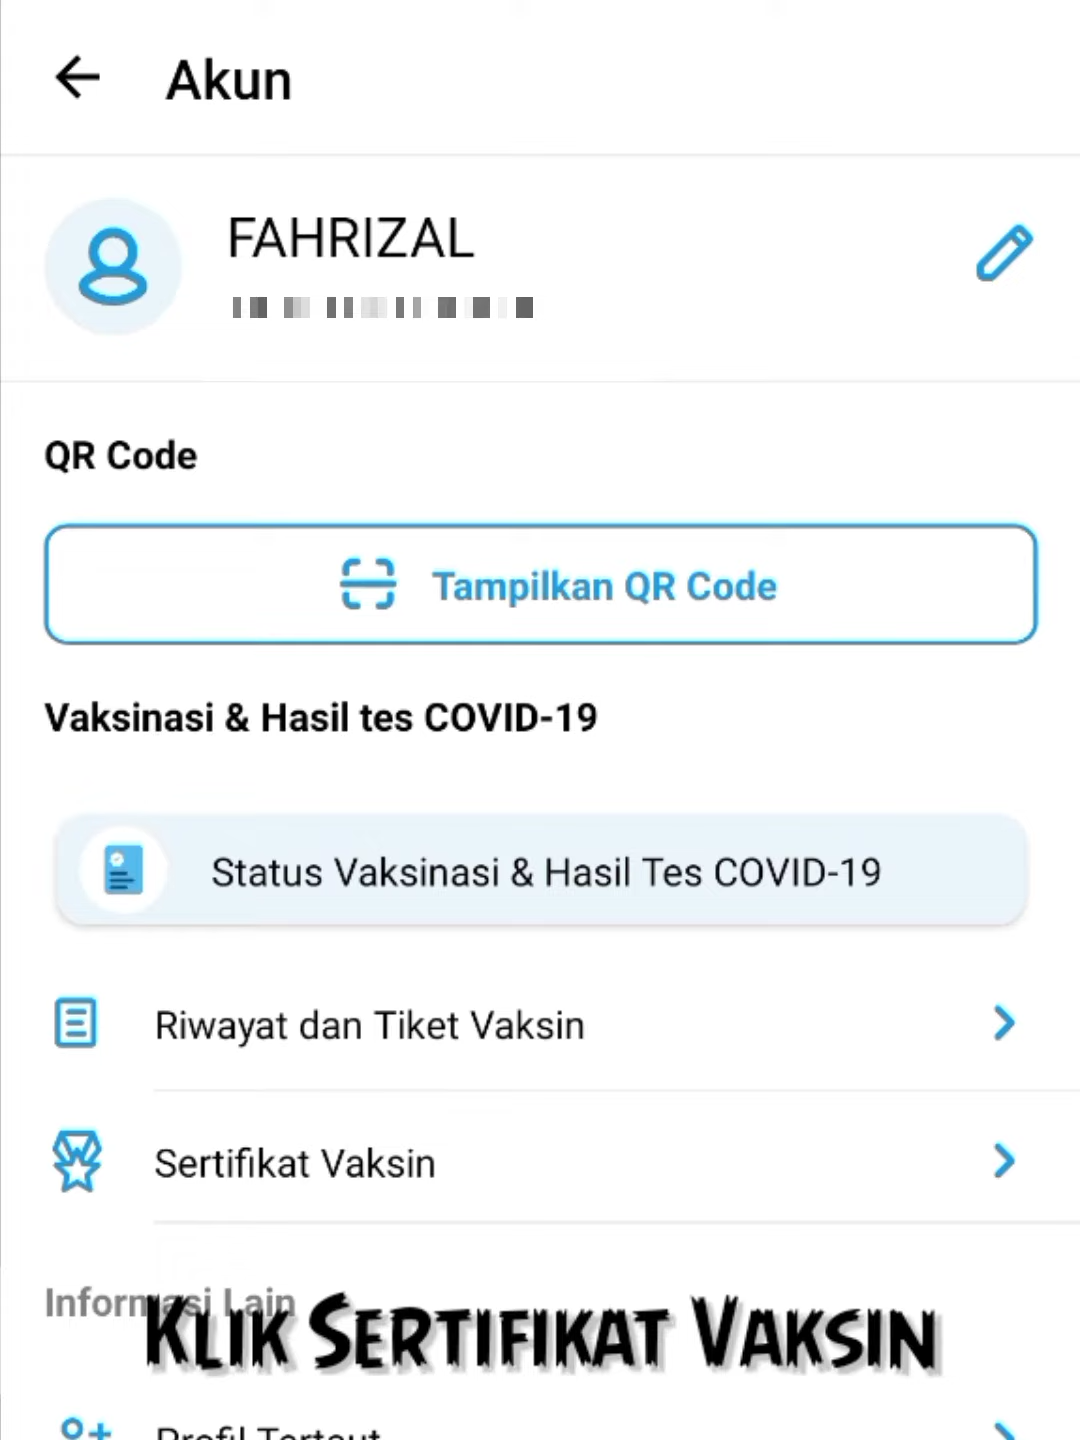 Akun
FAHRIZAL
QR Code
Tampilkan QR Code
Vaksinasi & Hasil tes COVID-19
Status Vaksinasi & Hasil Tes COVID-19
Riwayat dan Tiket Vaksin
Sertifikat Vaksin
Informasi Lain
KLIK SERTIFIKAT VAKSIN
Profil Tertaut